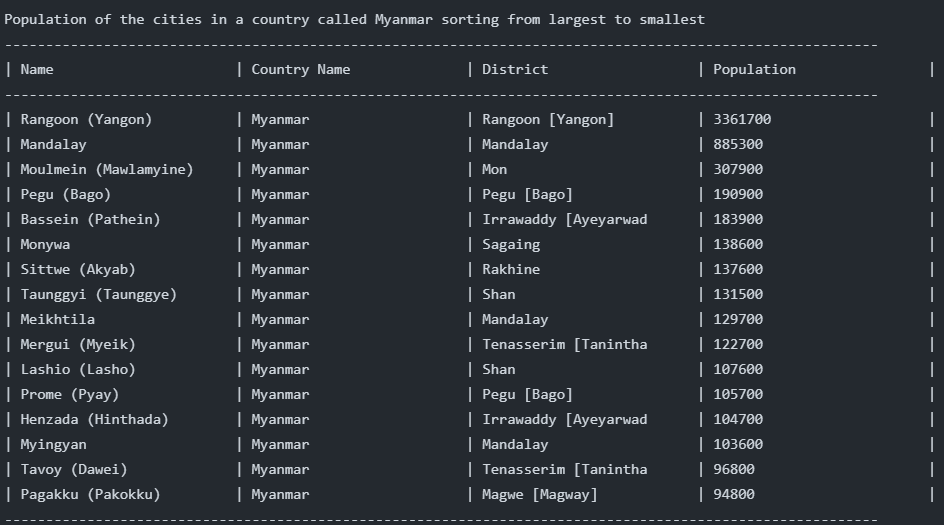 Population of the cities in a country called Myanmar sorting from largest to smallest
----------------------------------------------------------------------------------------------------------
| Name | Country Name | District | Population |
----------------------------------------------------------------------------------------------------------
| Rangoon (Yangon) | Myanmar | Rangoon [Yangon] | 3361700 |
| Mandalay | Myanmar | Mandalay | 885300 |
| Moulmein (Mawlamyine) | Myanmar | Mon | 307900 |
| Pegu (Bago) | Myanmar | Pegu [Bago] | 190900 |
| Bassein (Pathein) | Myanmar | Irrawaddy [Ayeyarwad | 183900 |
| Monywa | Myanmar | Sagaing | 138600 |
| Sittwe (Akyab) | Myanmar | Rakhine | 137600 |
| Taunggyi (Taunggye) | Myanmar | Shan | 131500 |
| Meikhtila | Myanmar | Mandalay | 129700 |
| Mergui (Myeik) | Myanmar | Tenasserim [Tanintha | 122700 |
| Lashio (Lasho) | Myanmar | Shan | 107600 |
| Prome (Pyay) | Myanmar | Pegu [Bago] | 105700 |
| Henzada (Hinthada) | Myanmar | Irrawaddy [Ayeyarwad | 104700 |
| Myingyan | Myanmar | Mandalay | 103600 |
| Tavoy (Dawei) | Myanmar | Tenasserim [Tanintha | 96800 |
| Pagakku (Pakokku) | Myanmar | Magwe [Magway] | 94800 |
----------------------------------------------------------------------------------------------------------